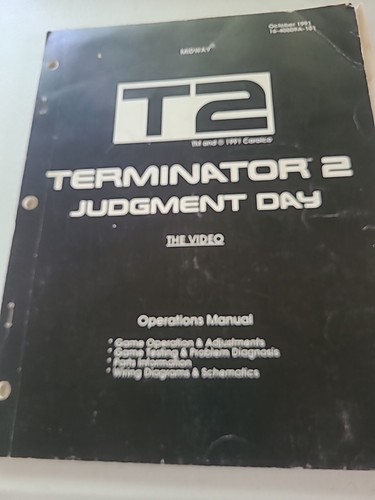 October 1991
16-40009A-101
MIDWAY®
T2
TM and © 1991 Carolco
TERMINATOR 2
JUDGMENT DAY
THE VIDEO
Operations Manual
* Game Operation & Adjustments
* Game Testing & Problem Diagnosis
* Parts Information
* Wiring Diagrams & Schematics